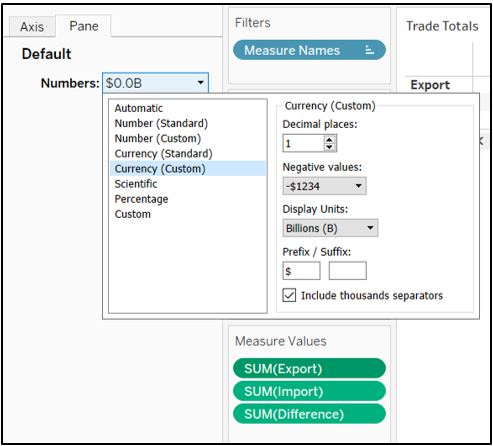 Axis
Pane
Default
Numbers: $0.0B
Automatic
Number (Standard)
Number (Custom)
Currency (Standard)
Currency (Custom)
Scientific
Percentage
Custom
Currency (Custom)
Decimal places:
1
Negative values:
-$1234
Display Units:
Billions (B)
Prefix / Suffix:
$
Include thousands separators
Filters
Measure Names
Trade Totals
Export
Measure Values
SUM(Export)
SUM(Import)
SUM(Difference)